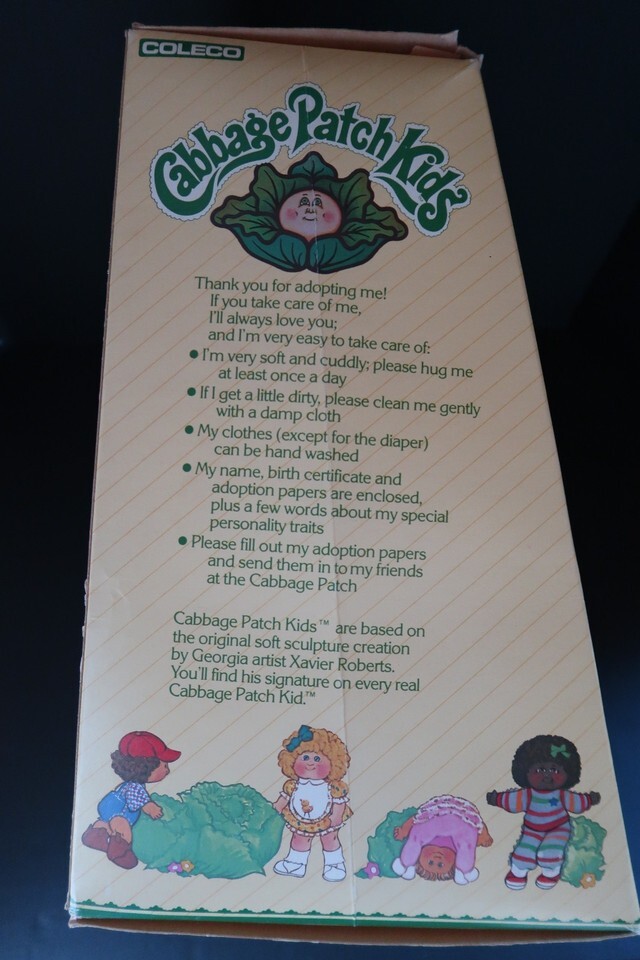 COLECO
Cabbage Patch Kids
Thank you for adopting me!
If you take care of me,
I'll always love you;
and I'm very easy to take care of:
• I'm very soft and cuddly; please hug me
at least once a day
• If I get a little dirty, please clean me gently
with a damp cloth
• My clothes (except for the diaper)
can be hand washed
• My name, birth certificate and
adoption papers are enclosed,
plus a few words about my special
personality traits
• Please fill out my adoption papers
and send them in to my friends
at the Cabbage Patch
Cabbage Patch Kids™ are based on
the original soft sculpture creation
by Georgia artist Xavier Roberts.
You'll find his signature on every real
Cabbage Patch Kid.™